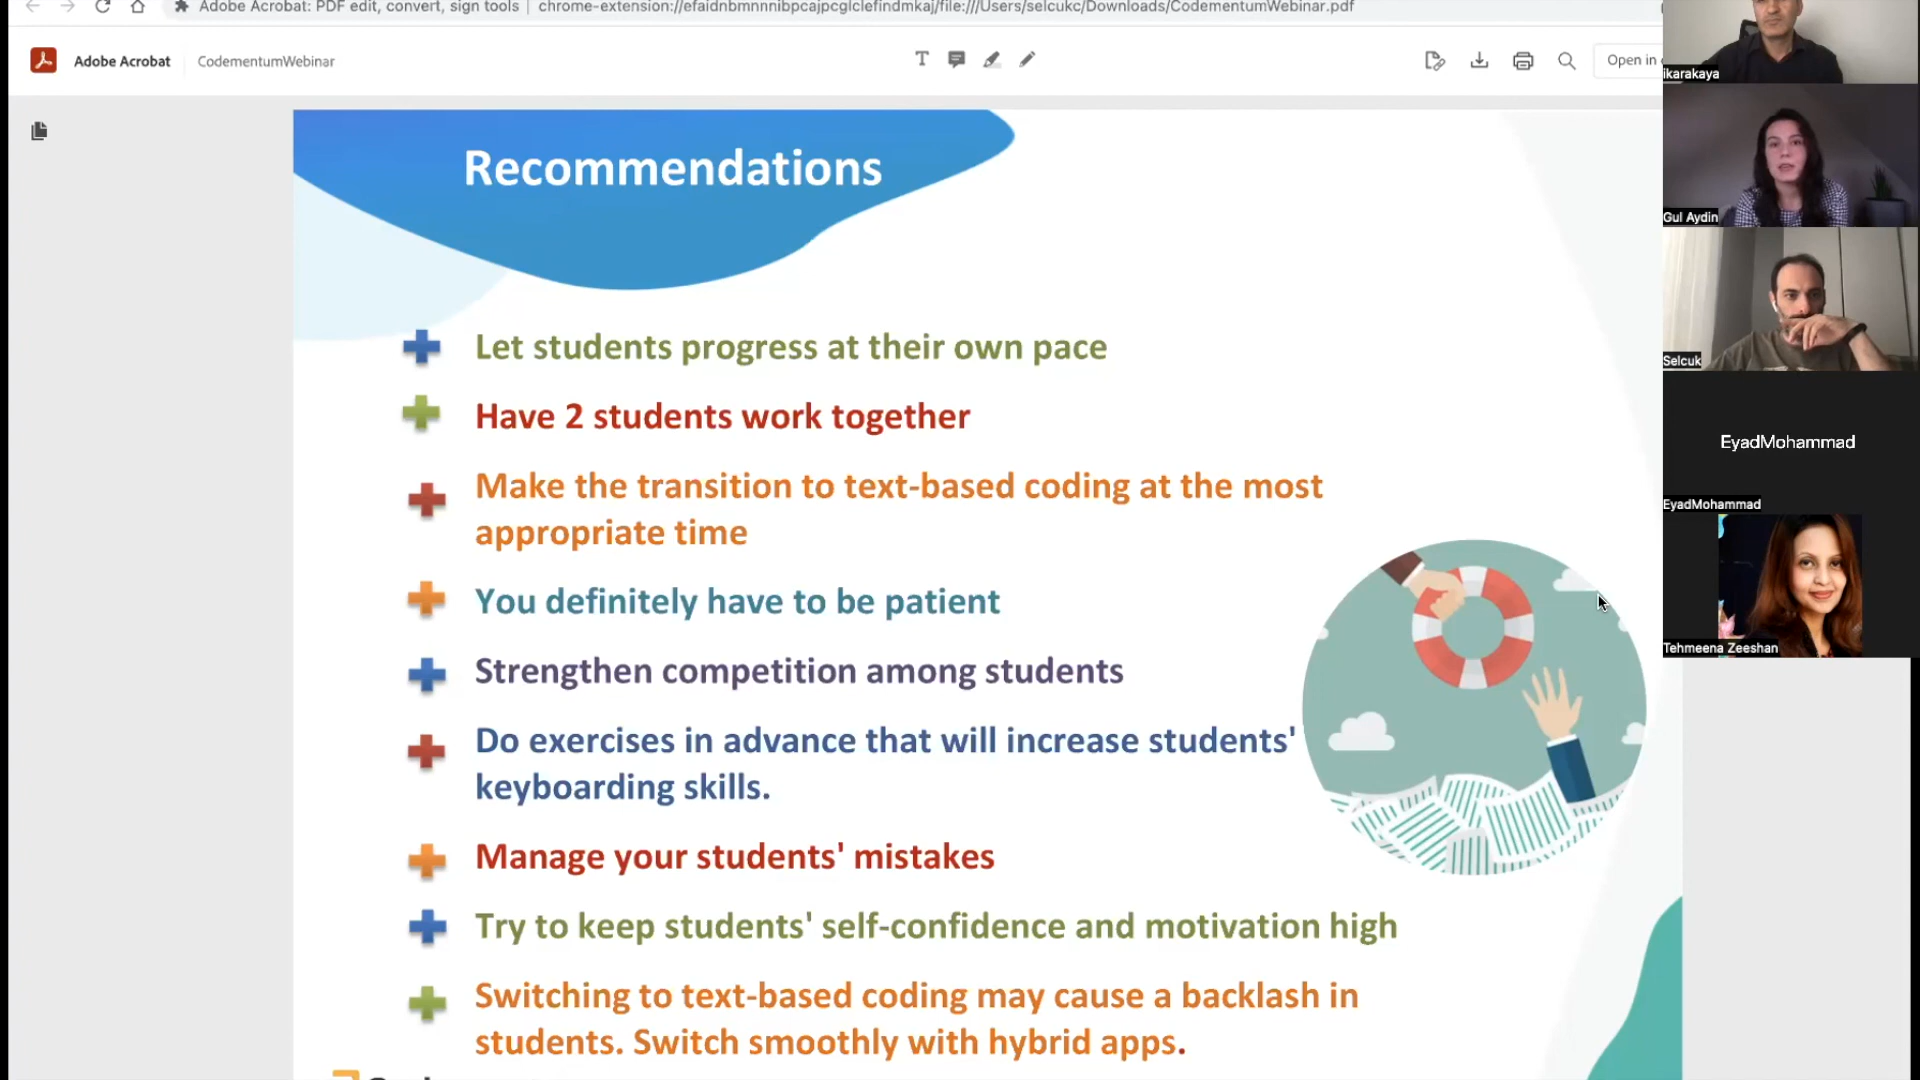 Adobe Acrobat: PDF edit, convert, sign tools | chrome-extension://efaidnbmnnnibpcajpcglclefindmkaj/file:///Users/selcukc/Downloads/CodementumWebinar.pdf
Adobe Acrobat CodementumWebinar
Open in
ikarakaya
Gul Aydin
Selcuk
EyadMohammad
EyadMohammad
Tehmeena Zeeshan
Recommendations
Let students progress at their own pace
Have 2 students work together
Make the transition to text-based coding at the most
appropriate time
You definitely have to be patient
Strengthen competition among students
Do exercises in advance that will increase students'
keyboarding skills.
Manage your students' mistakes
Try to keep students' self-confidence and motivation high
Switching to text-based coding may cause a backlash in
students. Switch smoothly with hybrid apps.